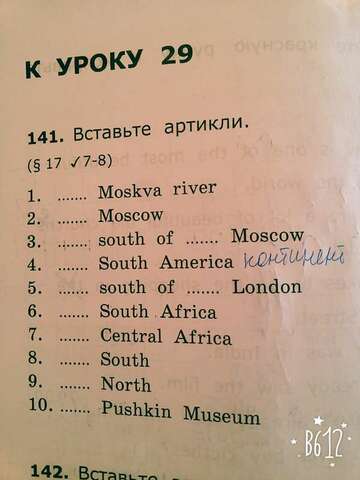 К УРОКУ 29
141. Вставьте артикли.
(§ 17 ✓7-8)
1. ....... Moskva river
2. ....... Moscow
3. ....... south of ....... Moscow
4. ....... South America континент
5. ....... south of ....... London
6. ....... South Africa
7. ....... Central Africa
8. ....... South
9. ....... North
10. ....... Pushkin Museum
B612
142. Вставьте